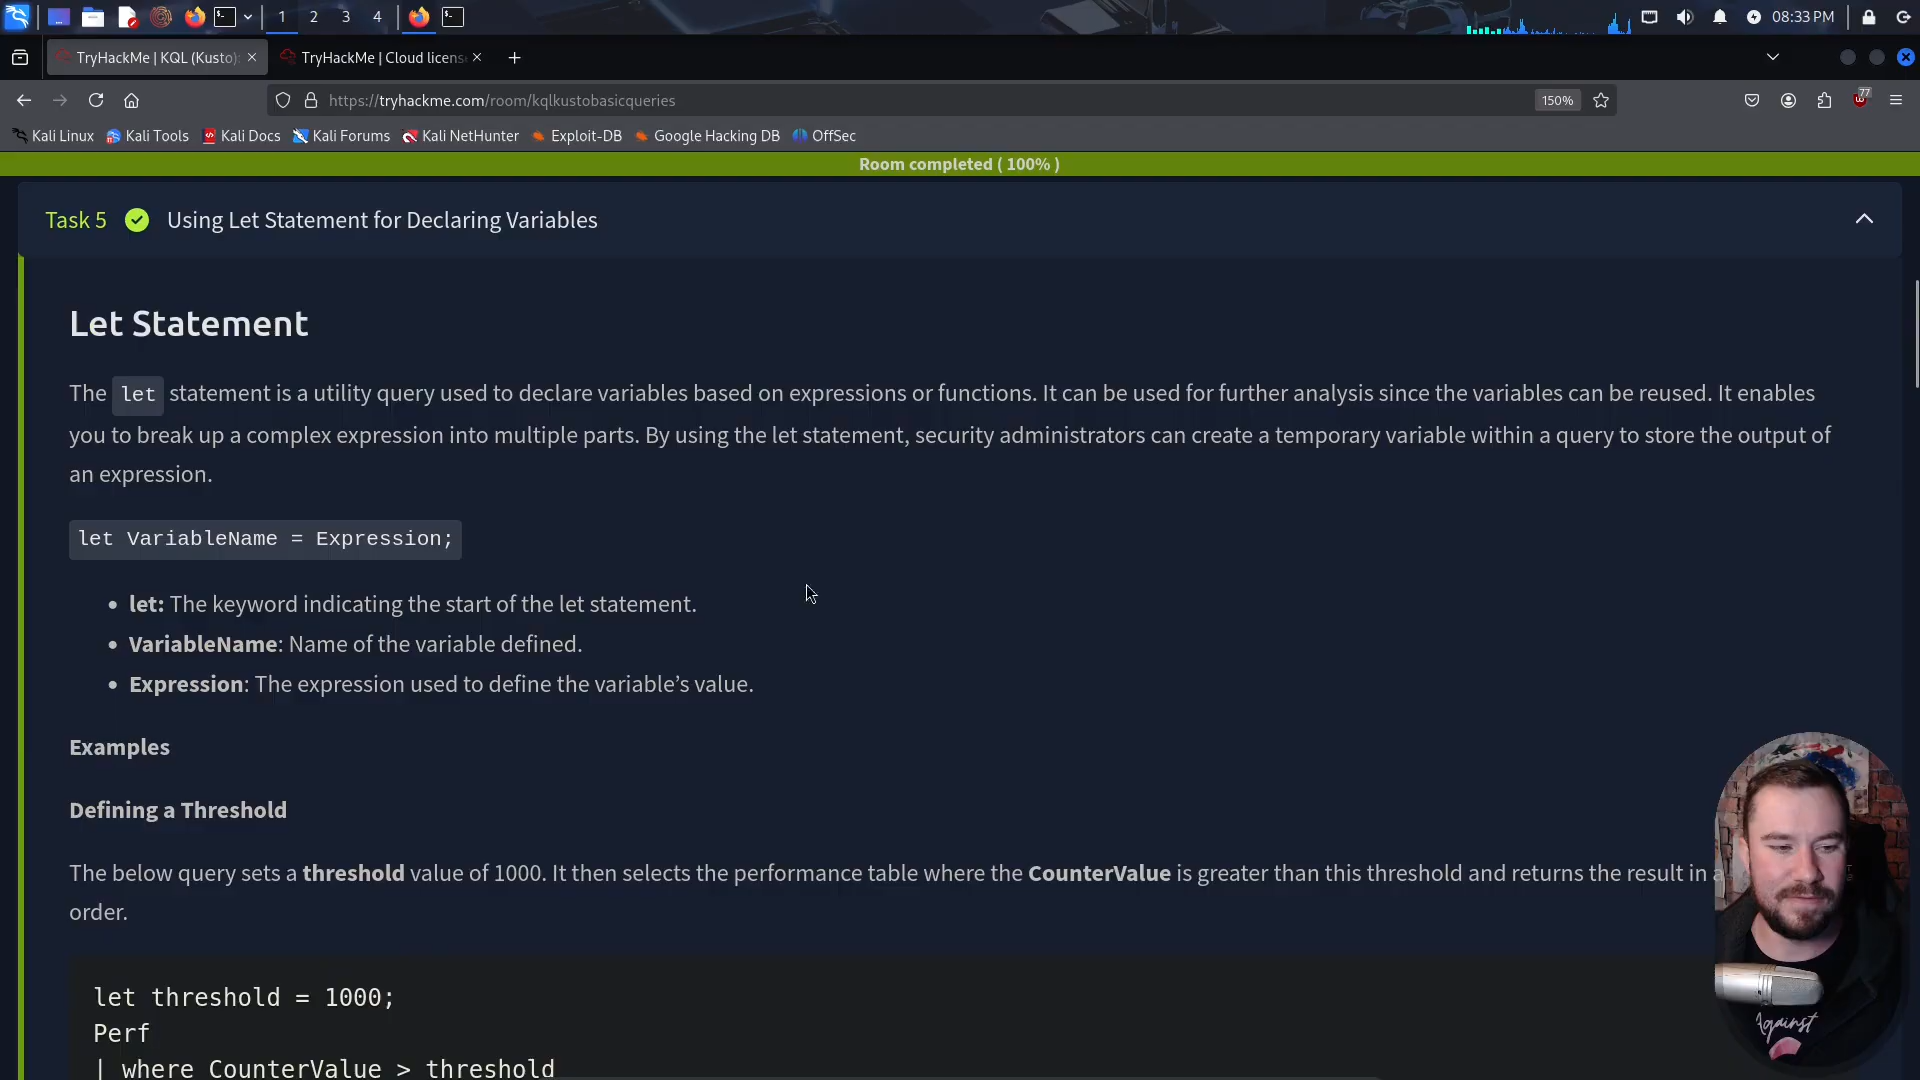 1 2 3 4 08:33 PM
TryHackMe | KQL (Kusto): TryHackMe | Cloud licens
https://tryhackme.com/room/kqlkustobasicqueries 150% 77
Kali Linux Kali Tools Kali Docs Kali Forums Kali NetHunter Exploit-DB Google Hacking DB OffSec
Room completed ( 100% )
Task 5 Using Let Statement for Declaring Variables
Let Statement
The let statement is a utility query used to declare variables based on expressions or functions. It can be used for further analysis since the variables can be reused. It enables
you to break up a complex expression into multiple parts. By using the let statement, security administrators can create a temporary variable within a query to store the output of
an expression.
let VariableName = Expression;
• let: The keyword indicating the start of the let statement.
• VariableName: Name of the variable defined.
• Expression: The expression used to define the variable’s value.
Examples
Defining a Threshold
The below query sets a threshold value of 1000. It then selects the performance table where the CounterValue is greater than this threshold and returns the result in a
order.
let threshold = 1000;
Perf
| where CounterValue > threshold
Against